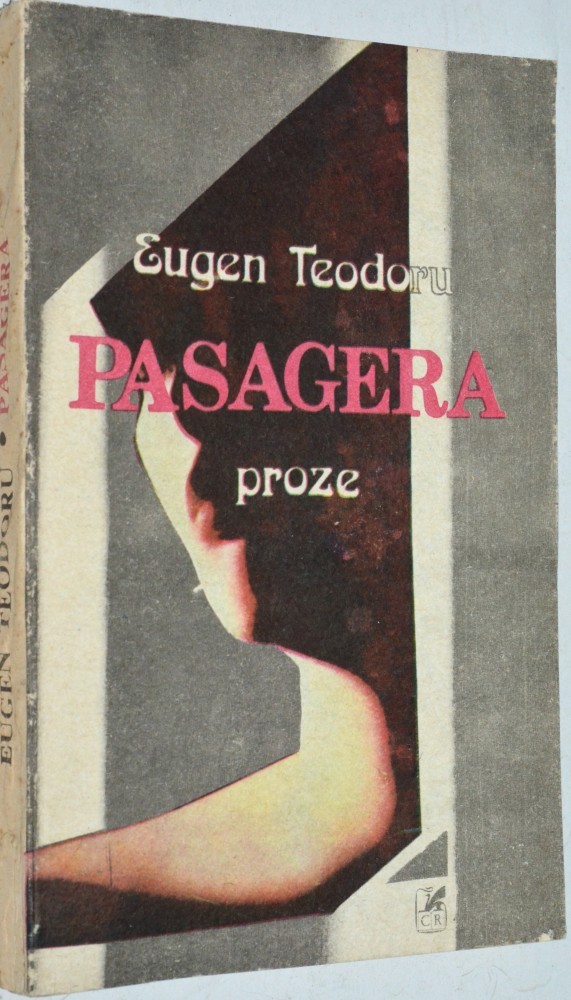 Eugen Teodoru
PASAGERA
proze
CR
EUGEN TEODORU • PASAGERA